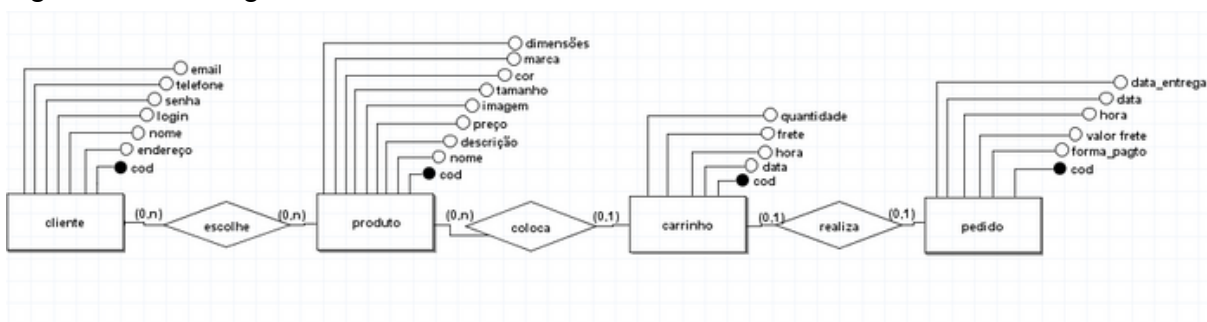 email
telefone
senha
login
nome
endereço
cod
dimensões
marca
cor
tamanho
imagem
preço
descrição
nome
cod
quantidade
frete
hora
data
cod
data_entrega
data
hora
valor frete
forma_pagto
cod
cliente
(0,n)
escolhe
(0,n)
produto
(0,n)
coloca
(0,1)
carrinho
(0,1)
realiza
(0,1)
pedido